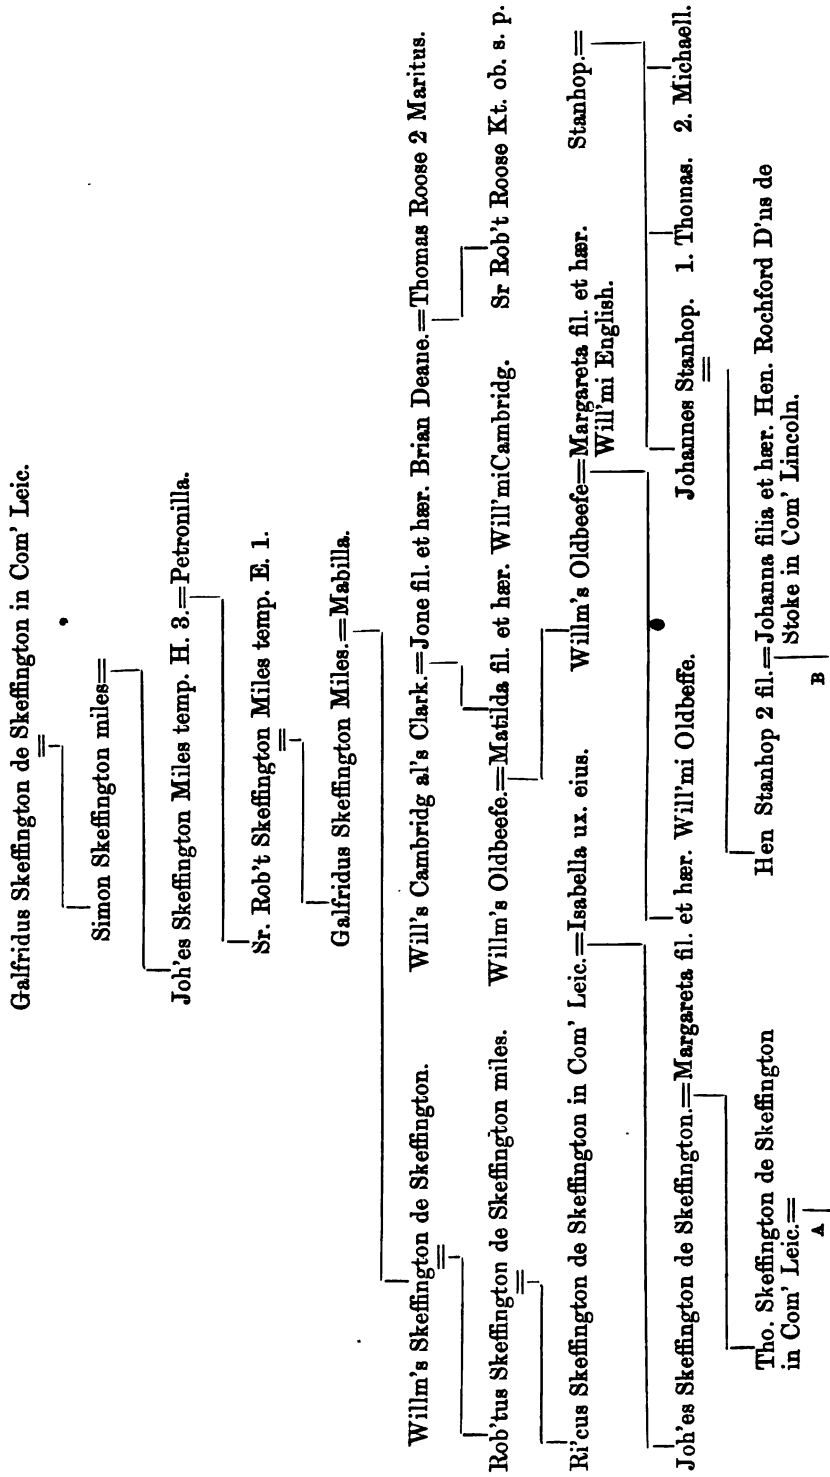 Galfridus Skeffington de Skeffington in Com' Leic.
=
Simon Skeffington miles=
Joh'es Skeffington Miles temp. H. 3.=Petronilla.
Sr. Rob't Skeffington Miles temp. E. 1.
=
Galfridus Skeffington Miles.=Mabilla.
Willm's Skeffington de Skeffington. Will's Cambridg al's Clark.=Jone fil. et hær. Brian Deane.=Thomas Roose 2 Maritus.
=
Rob'tus Skeffington de Skeffington miles. Willm's Oldbeefe.=Matilda fil. et hær. Will'miCambridg. Sr Rob't Roose Kt. ob. s. p.
=
Ri'cus Skeffington de Skeffington in Com' Leic.=Isabella ux. eius. Willm's Oldbeefe=Margareta fil. et hær. Stanhop.=
Will'mi English.
Joh'es Skeffington de Skeffington.=Margareta fil. et hær. Will'mi Oldbeffe. Johannes Stanhop. 1. Thomas. 2. Michaell.
=
Tho. Skeffington de Skeffington Hen Stanhop 2 fil.=Johanna filia et hær. Hen. Rochford D'us de
in Com' Leic.= Stoke in Com' Lincoln.
A B